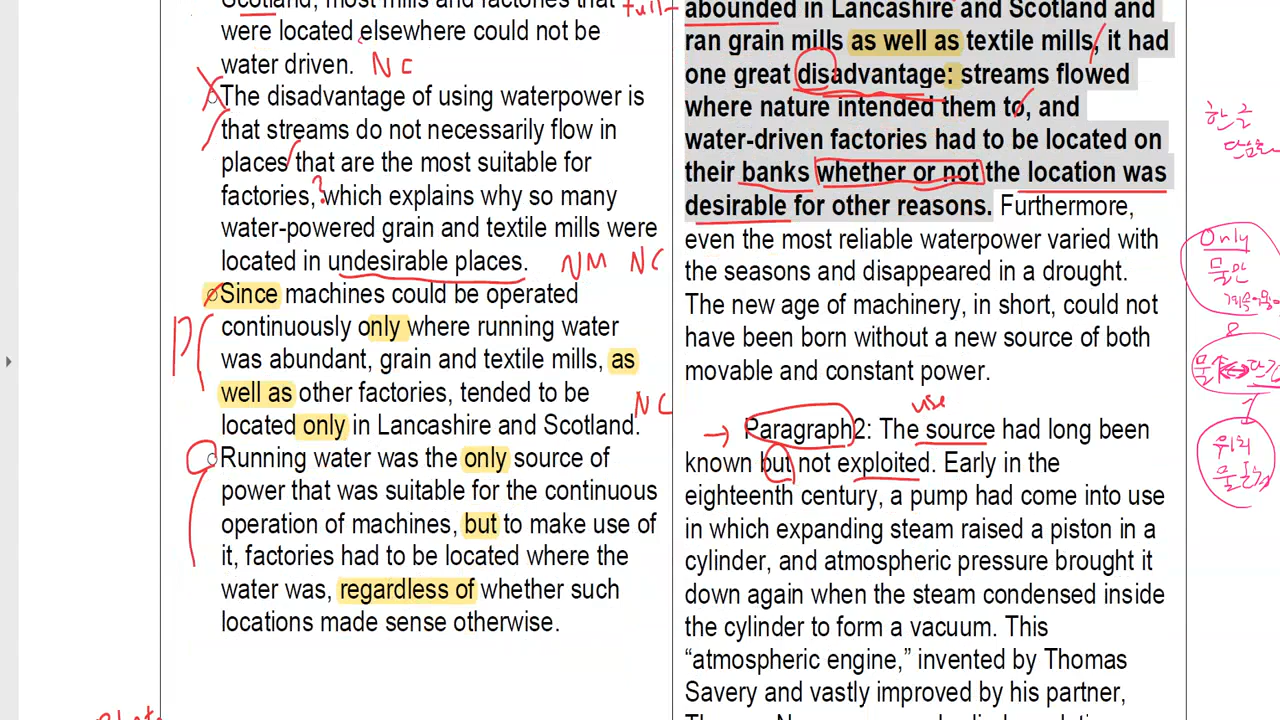 Scotland, most mills and factories that
were located elsewhere could not be
water driven. NC
The disadvantage of using waterpower is
that streams do not necessarily flow in
places that are the most suitable for
factories, which explains why so many
water-powered grain and textile mills were
located in undesirable places. NM NC
Since machines could be operated
continuously only where running water
was abundant, grain and textile mills, as
well as other factories, tended to be
located only in Lancashire and Scotland. NC
Running water was the only source of
power that was suitable for the continuous
operation of machines, but to make use of
it, factories had to be located where the
water was, regardless of whether such
locations made sense otherwise.
abounded in Lancashire and Scotland and
ran grain mills as well as textile mills, it had
one great disadvantage: streams flowed
where nature intended them to, and
water-driven factories had to be located on
their banks whether or not the location was
desirable for other reasons. Furthermore,
even the most reliable waterpower varied with
the seasons and disappeared in a drought.
The new age of machinery, in short, could not
have been born without a new source of both
movable and constant power.
use
→ Paragraph 2: The source had long been
known but not exploited. Early in the
eighteenth century, a pump had come into use
in which expanding steam raised a piston in a
cylinder, and atmospheric pressure brought it
down again when the steam condensed inside
the cylinder to form a vacuum. This
“atmospheric engine,” invented by Thomas
Savery and vastly improved by his partner,
한글
Only
물만
위치